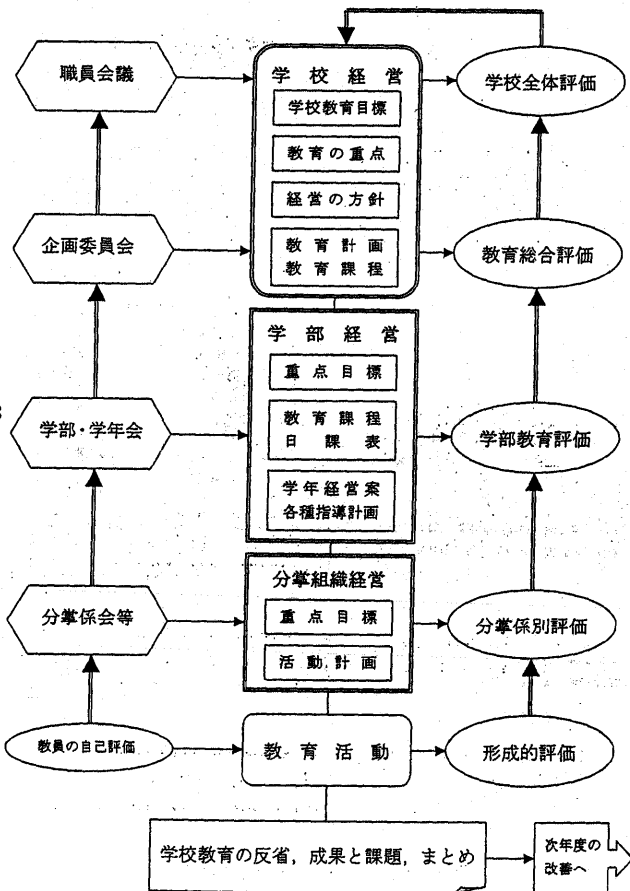 職員会議
学校経営
学校全体評価
学校教育目標
教育の重点
経営の方針
企画委員会
教育計画
教育課程
教育総合評価
学部経営
重点目標
学部・学年会
教育課程
日課表
学部教育評価
学年経営案
各種指導計画
分掌組織経営
分掌係会等
重点目標
分掌係別評価
活動計画
教員の自己評価
教育活動
形成的評価
学校教育の反省，成果と課題，まとめ
次年度の
改善へ